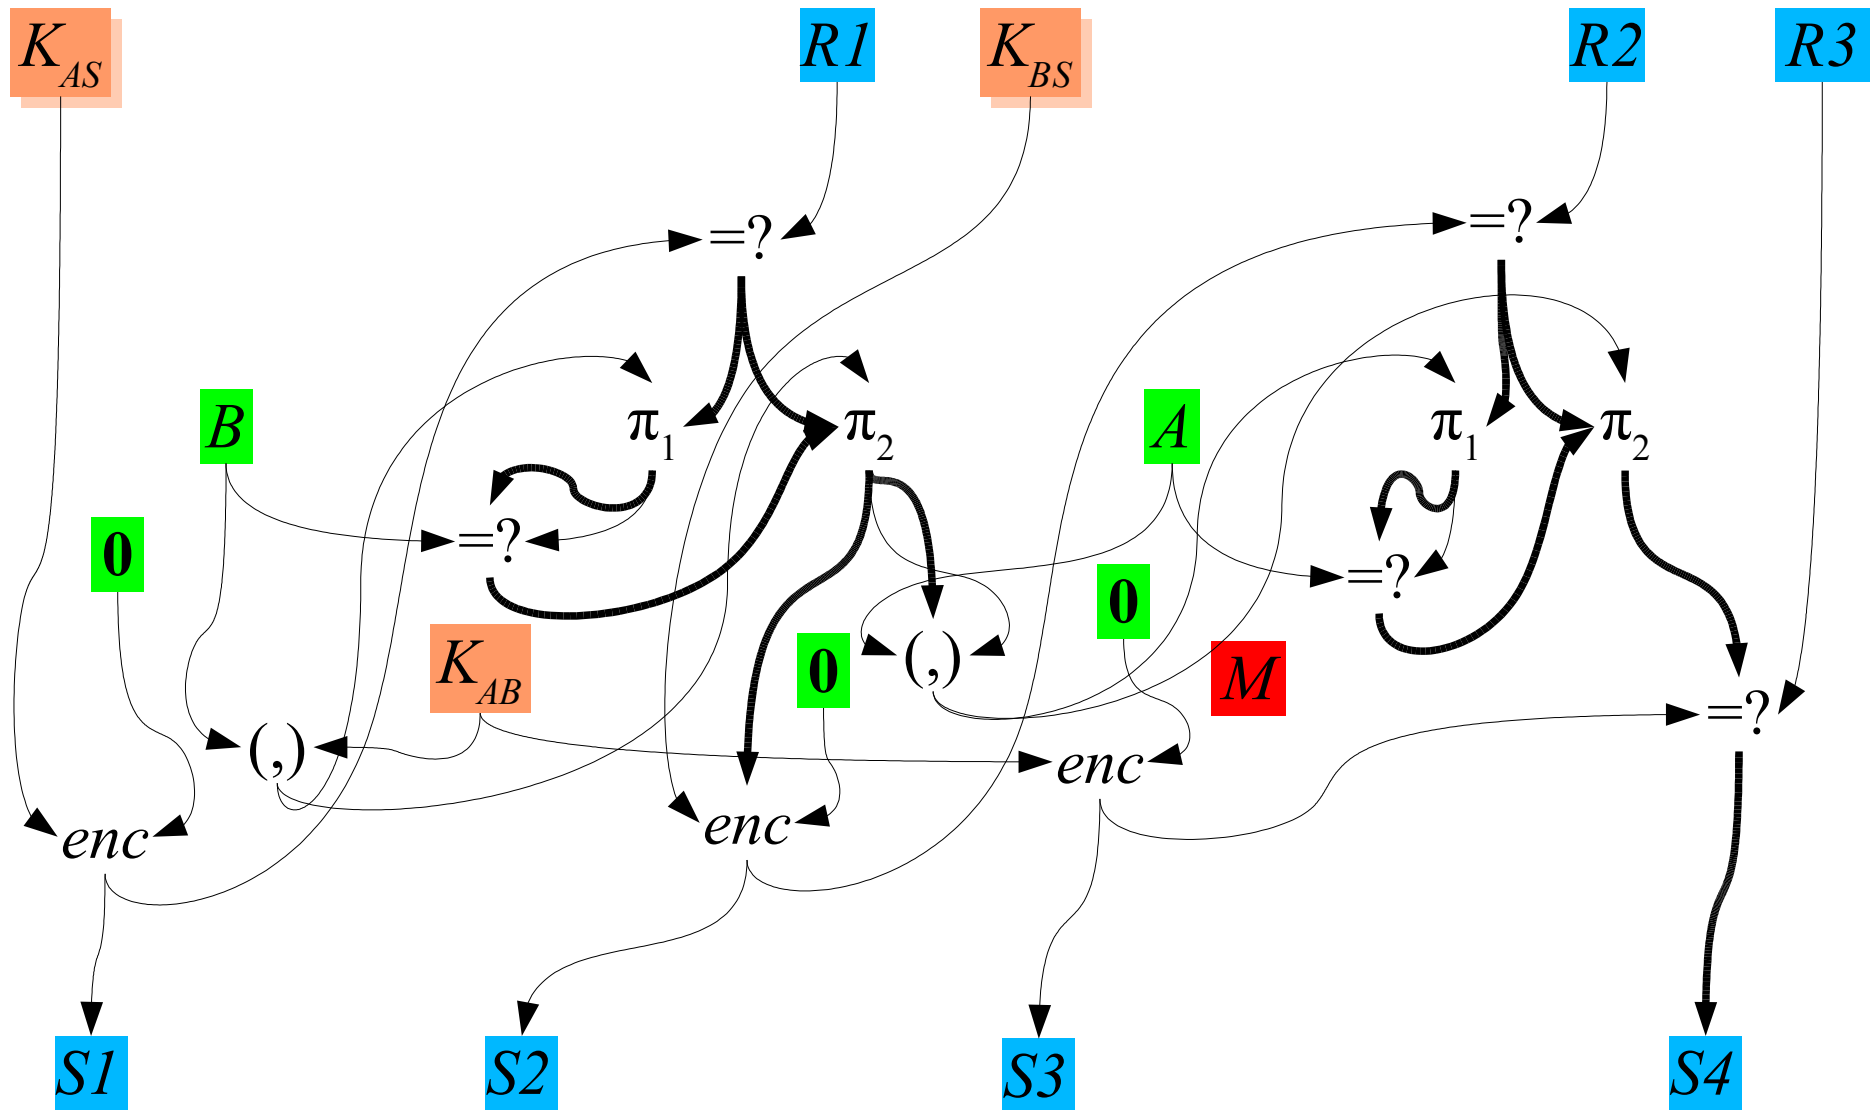 K_AS R1 K_BS R2 R3
=? =?
B π₁ π₂ A π₁ π₂
0 =? =? 0
K_AB 0 (,) M
(,) enc =?
enc enc
S1 S2 S3 S4